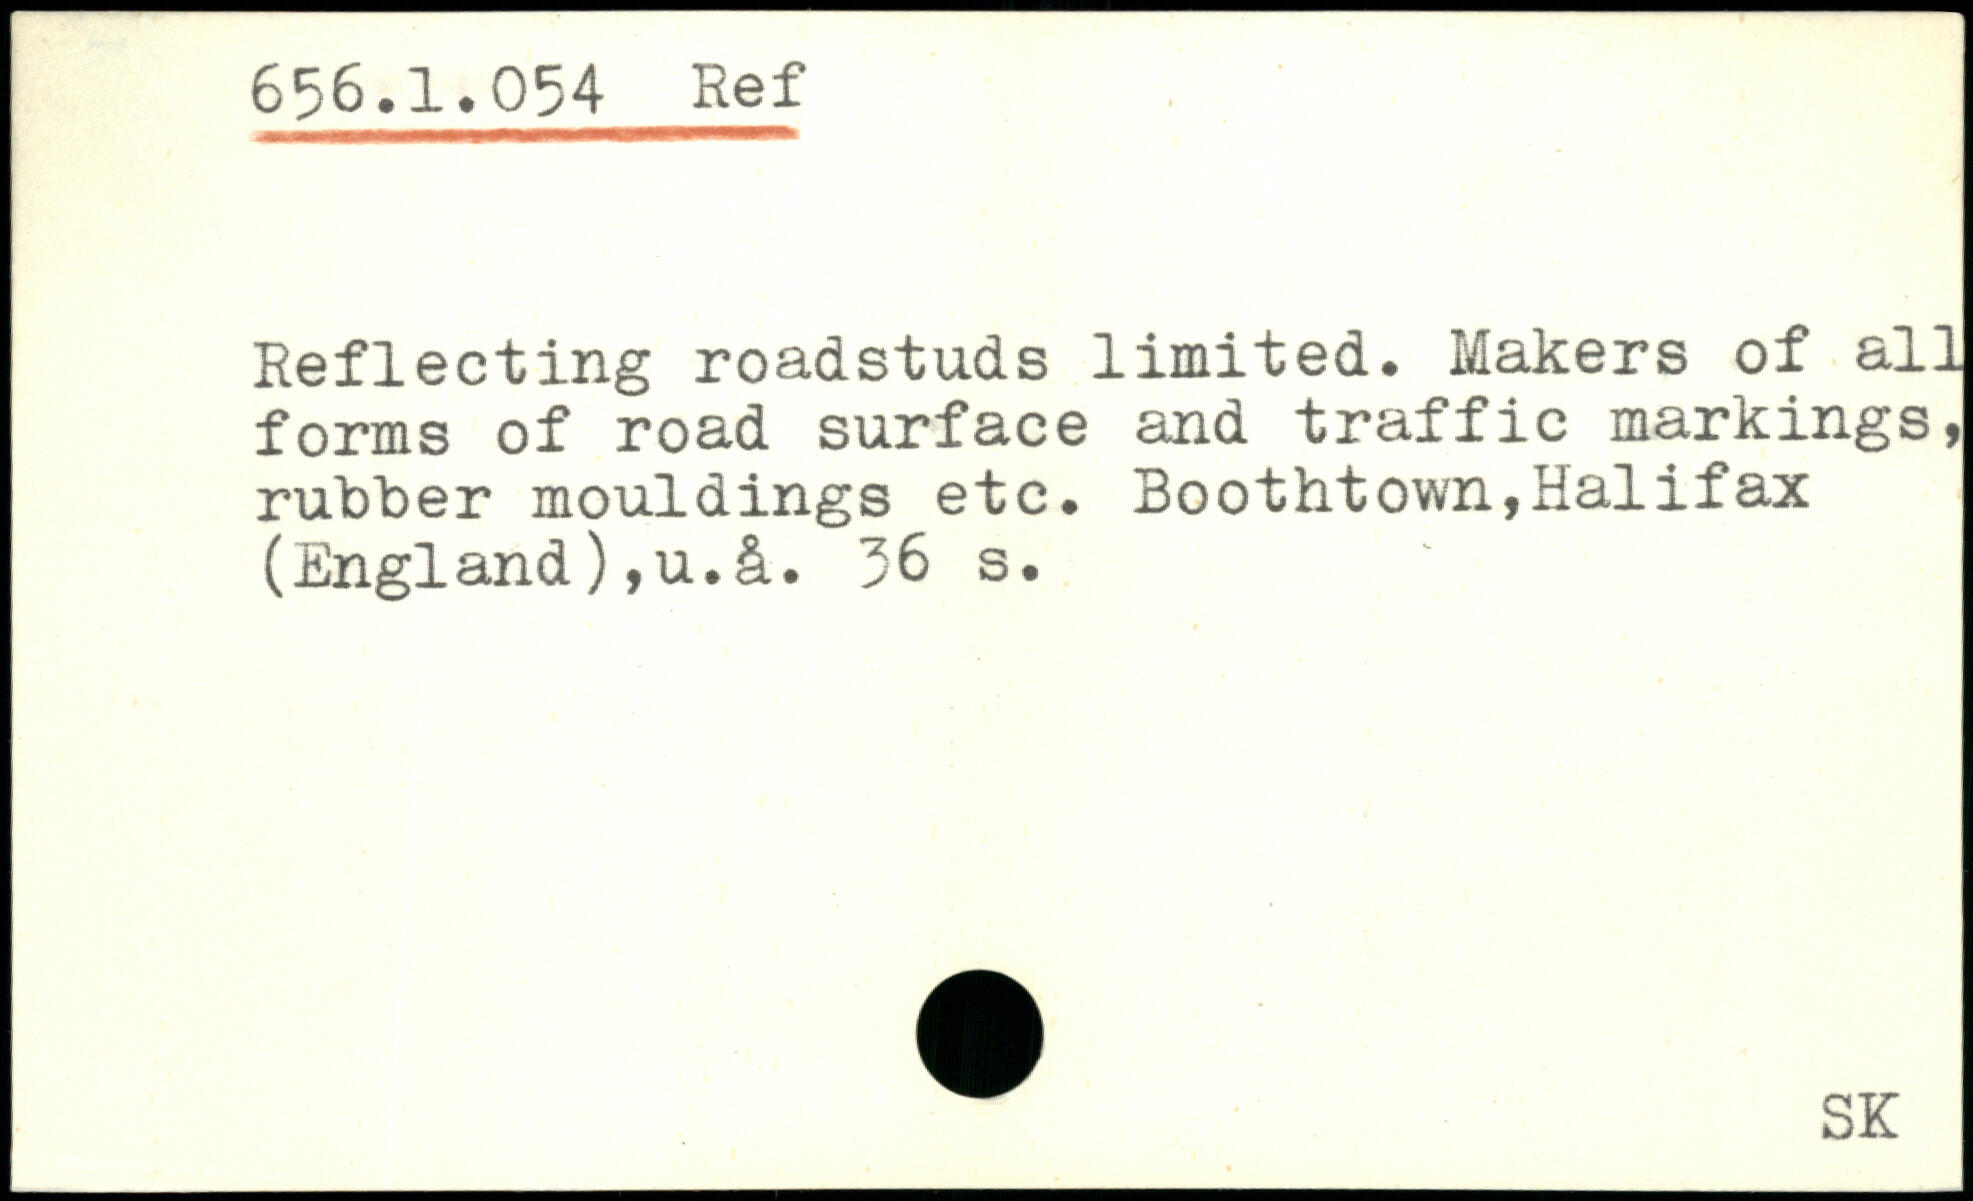 656.1.054 Ref
Reflecting roadstuds limited. Makers of all
forms of road surface and traffic markings,
rubber mouldings etc. Boothtown,Halifax
(England),u.å. 36 s.
SK